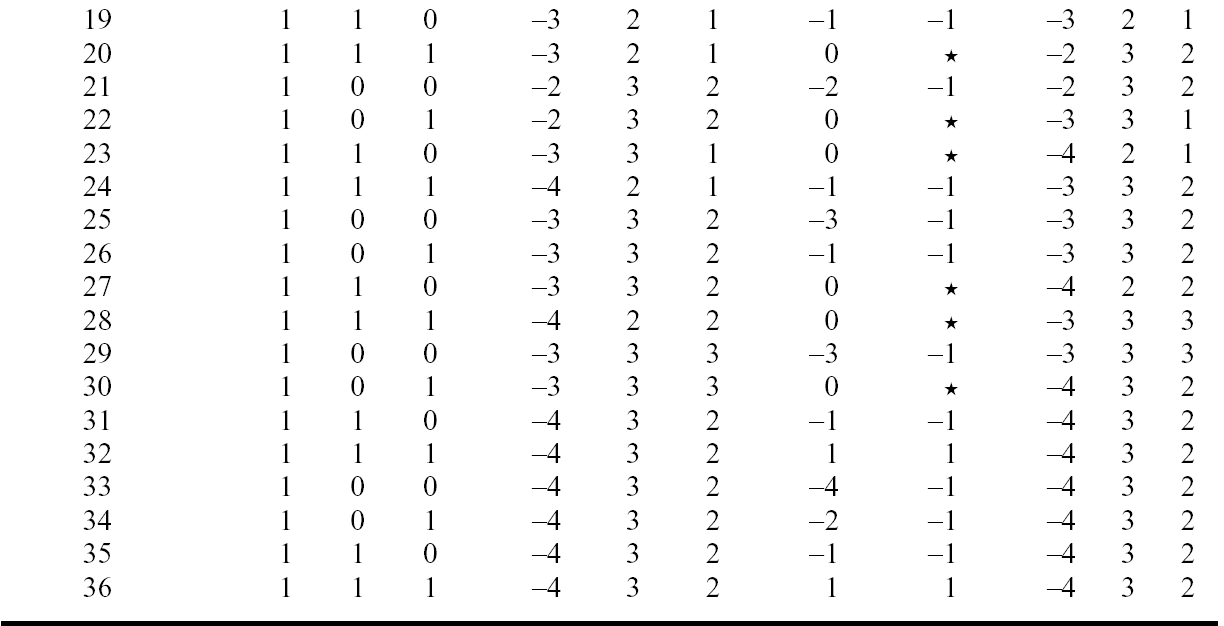 19 1 1 0 –3 2 1 –1 –1 –3 2 1
20 1 1 1 –3 2 1 0 ★ –2 3 2
21 1 0 0 –2 3 2 –2 –1 –2 3 2
22 1 0 1 –2 3 2 0 ★ –3 3 1
23 1 1 0 –3 3 1 0 ★ –4 2 1
24 1 1 1 –4 2 1 –1 –1 –3 3 2
25 1 0 0 –3 3 2 –3 –1 –3 3 2
26 1 0 1 –3 3 2 –1 –1 –3 3 2
27 1 1 0 –3 3 2 0 ★ –4 2 2
28 1 1 1 –4 2 2 0 ★ –3 3 3
29 1 0 0 –3 3 3 –3 –1 –3 3 3
30 1 0 1 –3 3 3 0 ★ –4 3 2
31 1 1 0 –4 3 2 –1 –1 –4 3 2
32 1 1 1 –4 3 2 1 1 –4 3 2
33 1 0 0 –4 3 2 –4 –1 –4 3 2
34 1 0 1 –4 3 2 –2 –1 –4 3 2
35 1 1 0 –4 3 2 –1 –1 –4 3 2
36 1 1 1 –4 3 2 1 1 –4 3 2